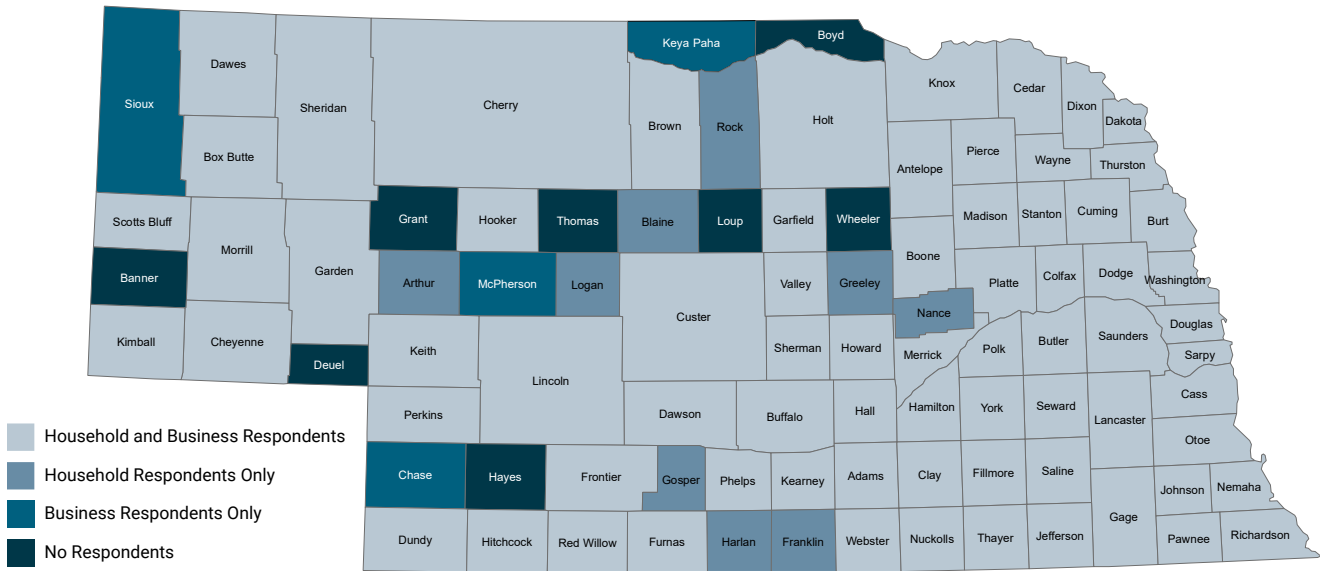 Keya Paha
Boyd
Dawes
Sioux
Sheridan
Cherry
Knox
Cedar
Dixon
Dakota
Brown
Rock
Holt
Box Butte
Antelope
Pierce
Wayne
Thurston
Scotts Bluff
Grant
Hooker
Thomas
Blaine
Loup
Garfield
Wheeler
Madison
Stanton
Cuming
Burt
Morrill
Banner
Garden
Arthur
McPherson
Logan
Custer
Valley
Greeley
Boone
Platte
Colfax
Dodge
Washington
Nance
Kimball
Cheyenne
Deuel
Keith
Lincoln
Sherman
Howard
Merrick
Polk
Butler
Saunders
Douglas
Sarpy
Perkins
Dawson
Buffalo
Hall
Hamilton
York
Seward
Lancaster
Cass
Otoe
Household and Business Respondents
Household Respondents Only
Business Respondents Only
No Respondents
Chase
Hayes
Frontier
Gosper
Phelps
Kearney
Adams
Clay
Fillmore
Saline
Johnson
Nemaha
Gage
Dundy
Hitchcock
Red Willow
Furnas
Harlan
Franklin
Webster
Nuckolls
Thayer
Jefferson
Pawnee
Richardson